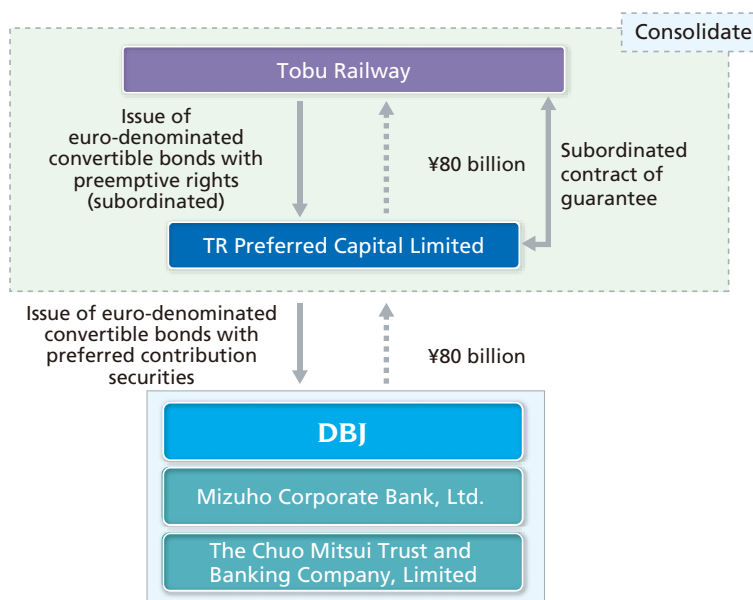 Consolidate
Tobu Railway
Issue of
euro-denominated
convertible bonds with
preemptive rights
(subordinated)
¥80 billion
Subordinated
contract of
guarantee
TR Preferred Capital Limited
Issue of euro-denominated
convertible bonds with
preferred contribution
securities
¥80 billion
DBJ
Mizuho Corporate Bank, Ltd.
The Chuo Mitsui Trust and
Banking Company, Limited